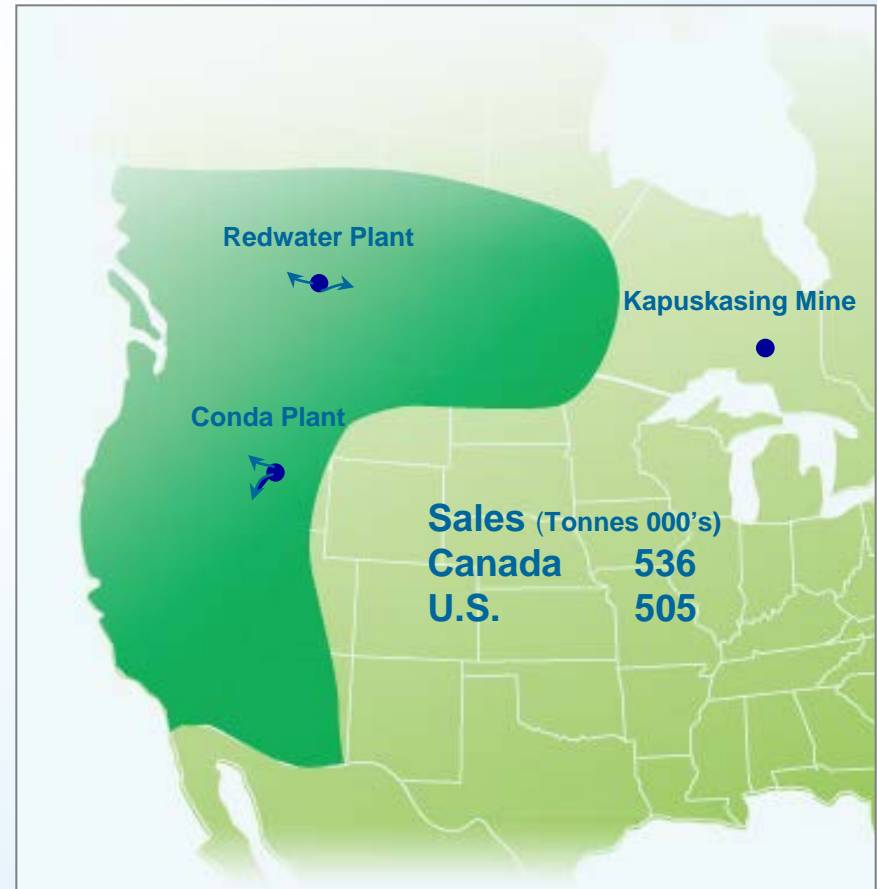 Redwater Plant
Kapuskasing Mine
Conda Plant
Sales (Tonnes 000's)
Canada 536
U.S. 505